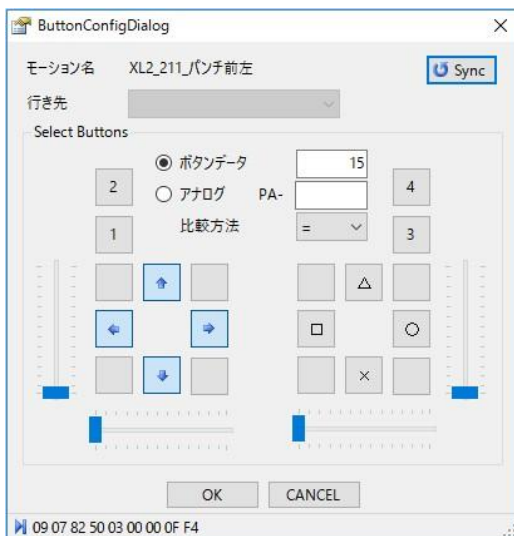 ButtonConfigDialog
モーション名 XL2_211_パンチ前左
Sync
行き先
Select Buttons
ボタンデータ 15
2
アナログ PA-
4
1
比較方法 =
3
△
□ ○
×
OK CANCEL
09 07 82 50 03 00 00 0F F4